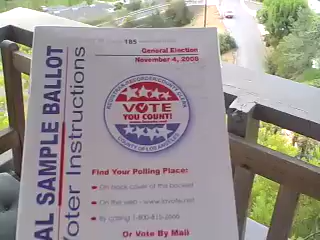 185
General Election
November 4, 2008
AL SAMPLE BALLOT
Voter Instructions
REGISTRAR-RECORDER/COUNTY CLERK
VOTE
YOU COUNT!
COUNTY OF LOS ANGELES
Find Your Polling Place:
On back cover of this booklet
On the web - www.lavote.net
By calling 1-800-815-2666
Or Vote By Mail